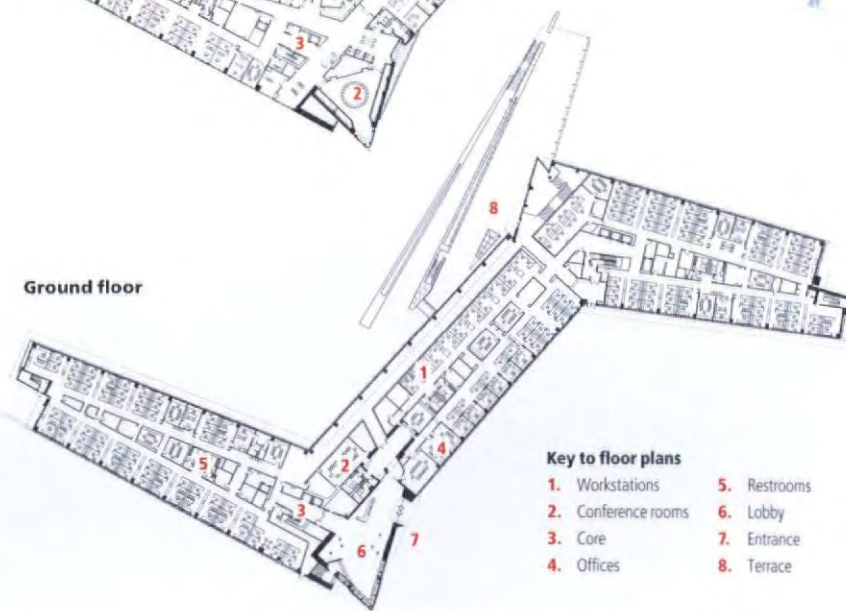 3
2
8
Ground floor
1
4
5
2
3
6
7
Key to floor plans
1. Workstations
2. Conference rooms
3. Core
4. Offices
5. Restrooms
6. Lobby
7. Entrance
8. Terrace